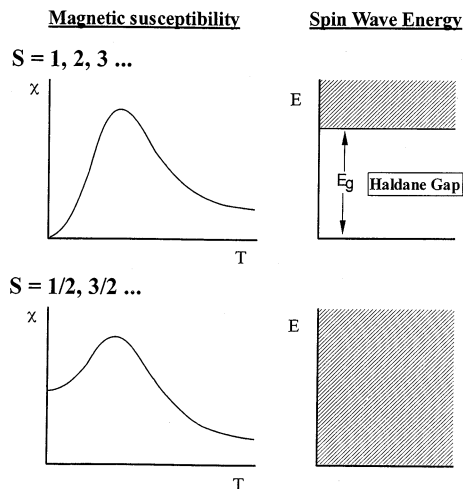 Magnetic susceptibility
Spin Wave Energy
S = 1, 2, 3 ...
χ
T
E
Eg
Haldane Gap
S = 1/2, 3/2 ...
χ
T
E